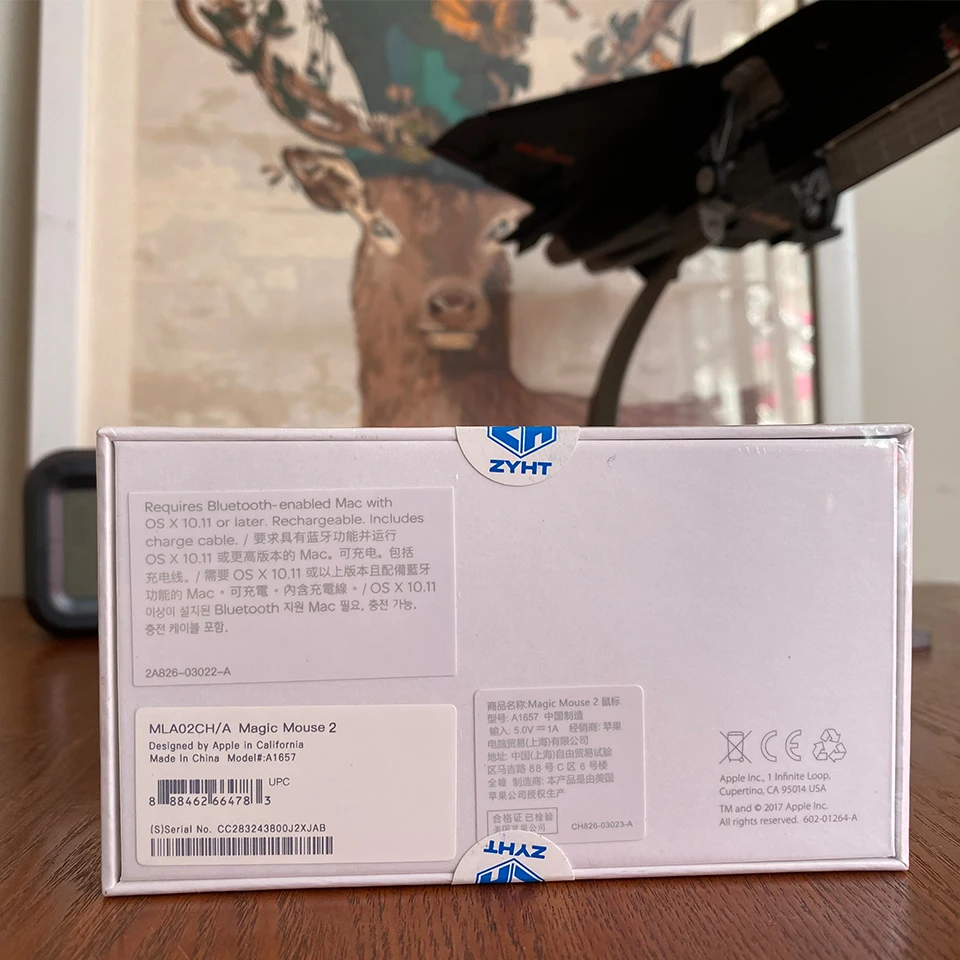 ZYHT
Requires Bluetooth-enabled Mac with
OS X 10.11 or later. Rechargeable. Includes
charge cable. / 要求具有蓝牙功能并运行
OS X 10.11 或更高版本的 Mac。可充电。包括
充电线。/ 需要 OS X 10.11 或以上版本且配備藍牙
功能的 Mac。可充電。內含充電線。/ OS X 10.11
이상이 설치된 Bluetooth 지원 Mac 필요. 충전 가능.
충전 케이블 포함.
2A826-03022-A
MLA02CH/A Magic Mouse 2
Designed by Apple in California
Made in China Model#:A1657
UPC
8 88462 66478 3
(S)Serial No. CC283243800J2XJAB
商品名称:Magic Mouse 2 鼠标
型号: A1657 中国制造
输入: 5.0V⎓1A 经销商: 苹果
电脑贸易(上海)有限公司
地址: 中国(上海)自由贸易试验
区马吉路 88 号 C 区 6 号楼
全幢 制造商: 本产品是由美国
苹果公司授权生产
合格证 已检验
美国苹果公司
CH826-03023-A
ZYHT
CE
Apple Inc., 1 Infinite Loop,
Cupertino, CA 95014 USA
TM and © 2017 Apple Inc.
All rights reserved. 602-01264-A